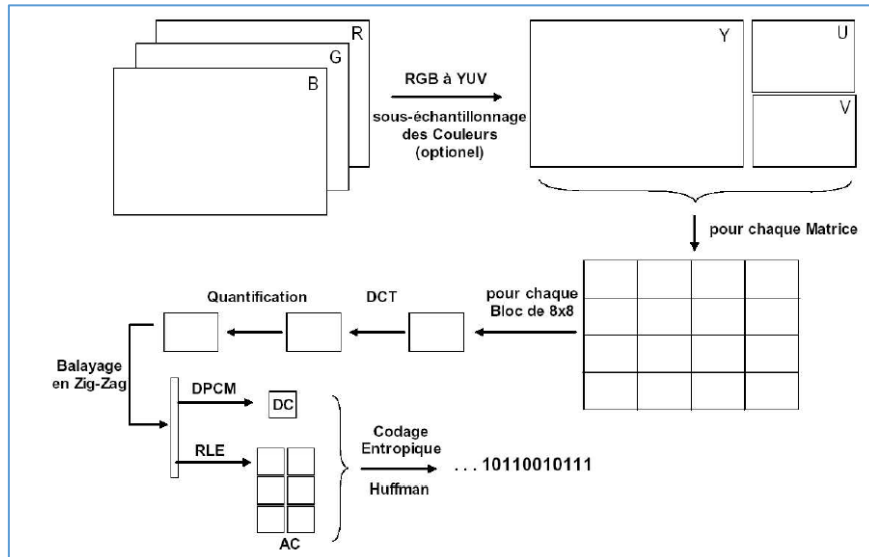 R
G
B
RGB à YUV
sous-échantillonnage
des Couleurs
(optionel)
Y
U
V
pour chaque Matrice
pour chaque
Bloc de 8x8
DCT
Quantification
Balayage
en Zig-Zag
DPCM
DC
RLE
AC
Codage
Entropique
Huffman
. . . 10110010111